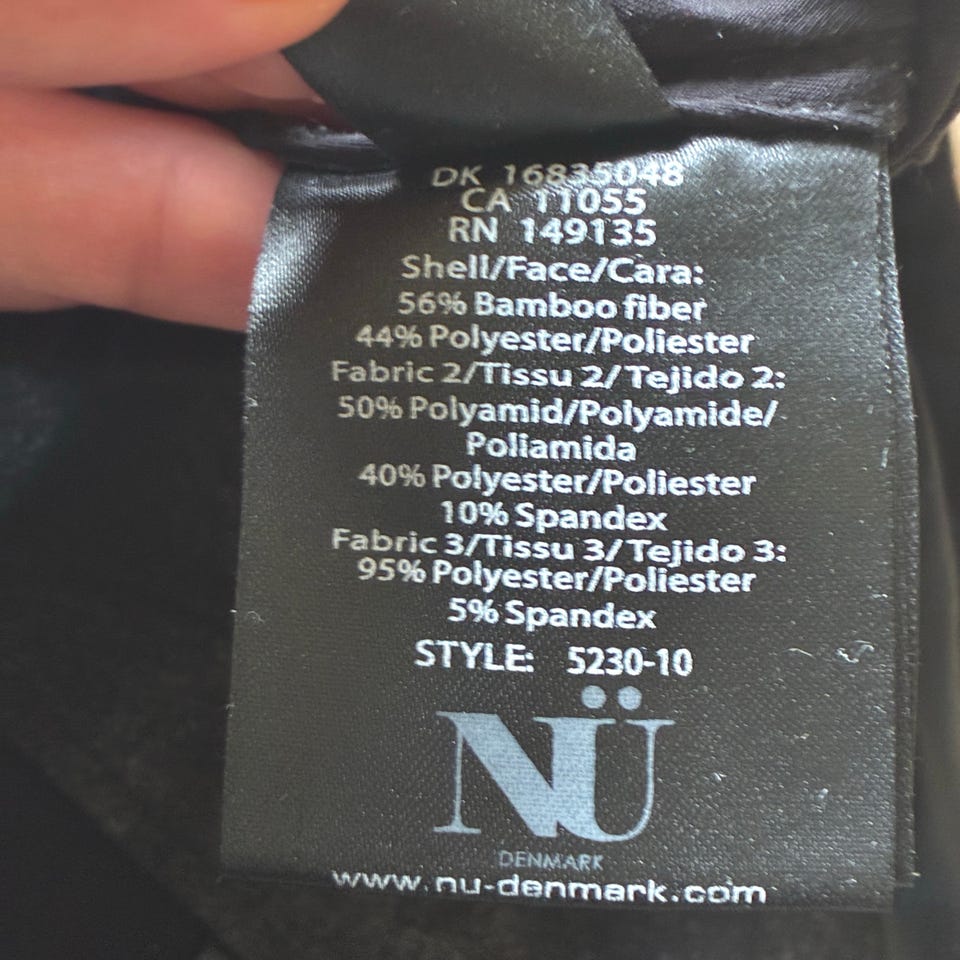 DK 16835048
CA 11055
RN 149135
Shell/Face/Cara:
56% Bamboo fiber
44% Polyester/Poliester
Fabric 2/Tissu 2/Tejido 2:
50% Polyamid/Polyamide/
Poliamida
40% Polyester/Poliester
10% Spandex
Fabric 3/Tissu 3/Tejido 3:
95% Polyester/Poliester
5% Spandex
STYLE: 5230-10
NÜ
DENMARK
www.nu-denmark.com